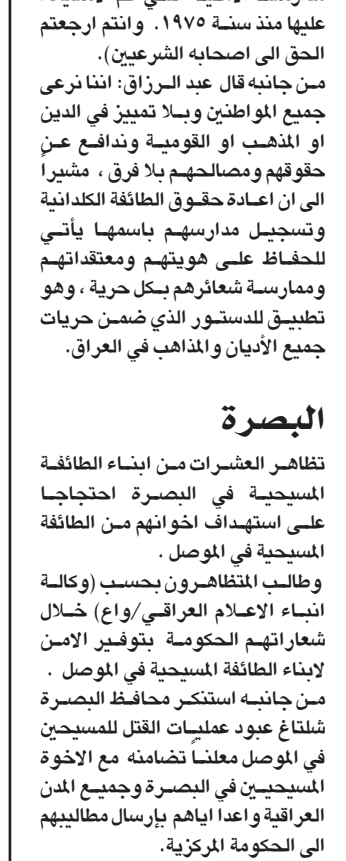 عليها منذ سنة ١٩٧٥. وانتم ارجعتم
الحق الى اصحابه الشرعيين).
من جانبه قال عبد الرزاق: اننا نرعى
جميع المواطنين وبلا تمييز في الدين
او المذهب او القومية وندافع عن
حقوقهم ومصالحهم بلا فرق ، مشيراً
الى ان اعادة حقوق الطائفة الكلدانية
وتسجيل مدارسهم باسمها يأتي
للحفاظ على هويتهم ومعتقداتهم
وممارسة شعائرهم بكل حرية ، وهو
تطبيق للدستور الذي ضمن حريات
جميع الأديان والمذاهب في العراق.
البصرة
تظاهر العشرات من ابناء الطائفة
المسيحية في البصرة احتجاجا
على استهداف اخوانهم من الطائفة
المسيحية في الموصل .
وطالب المتظاهرون بحسب (وكالة
انباء الاعلام العراقي/واع) خلال
شعاراتهم الحكومة بتوفير الامن
لابناء الطائفة المسيحية في الموصل .
من جانبه استنكر محافظ البصرة
شلتاغ عبود عمليات القتل للمسيحين
في الموصل معلناً تضامنه مع الاخوة
المسيحيين في البصرة وجميع المدن
العراقية واعدا اياهم بإرسال مطاليبهم
الى الحكومة المركزية.